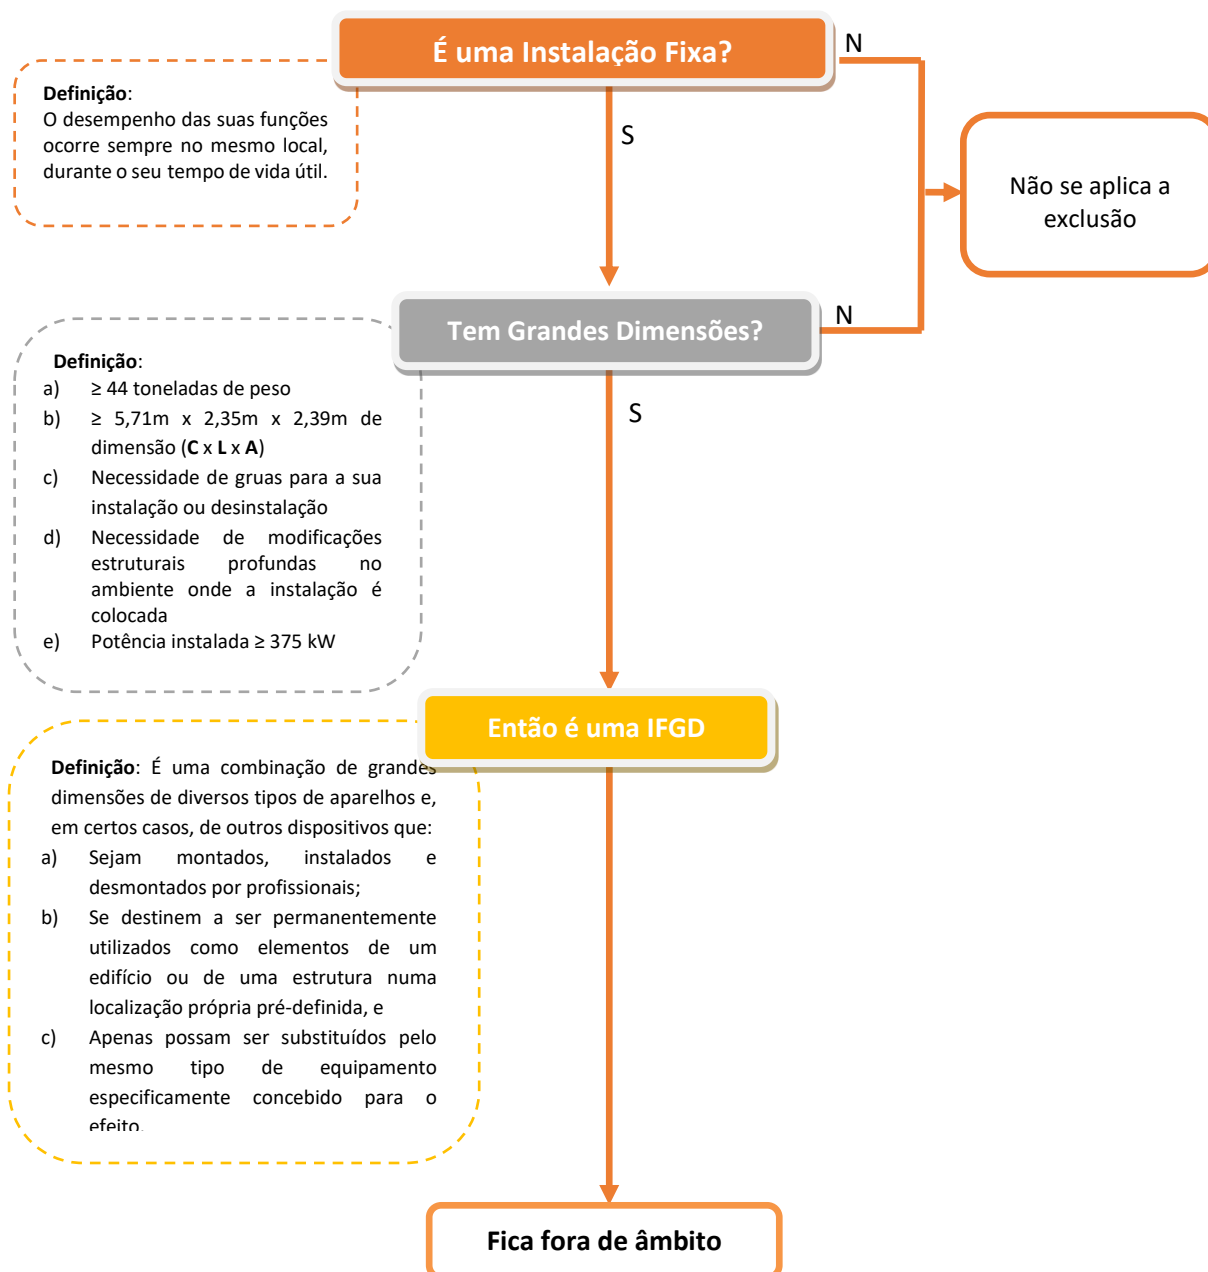 É uma Instalação Fixa?
N
Definição:
O desempenho das suas funções
ocorre sempre no mesmo local,
durante o seu tempo de vida útil.
S
Não se aplica a
exclusão
Tem Grandes Dimensões?
N
Definição:
a) ≥ 44 toneladas de peso
b) ≥ 5,71m x 2,35m x 2,39m de
dimensão (C x L x A)
c) Necessidade de gruas para a sua
instalação ou desinstalação
d) Necessidade de modificações
estruturais profundas no
ambiente onde a instalação é
colocada
e) Potência instalada ≥ 375 kW
S
Então é uma IFGD
Definição: É uma combinação de grandes
dimensões de diversos tipos de aparelhos e,
em certos casos, de outros dispositivos que:
a) Sejam montados, instalados e
desmontados por profissionais;
b) Se destinem a ser permanentemente
utilizados como elementos de um
edifício ou de uma estrutura numa
localização própria pré-definida, e
c) Apenas possam ser substituídos pelo
mesmo tipo de equipamento
especificamente concebido para o
efeito.
Fica fora de âmbito